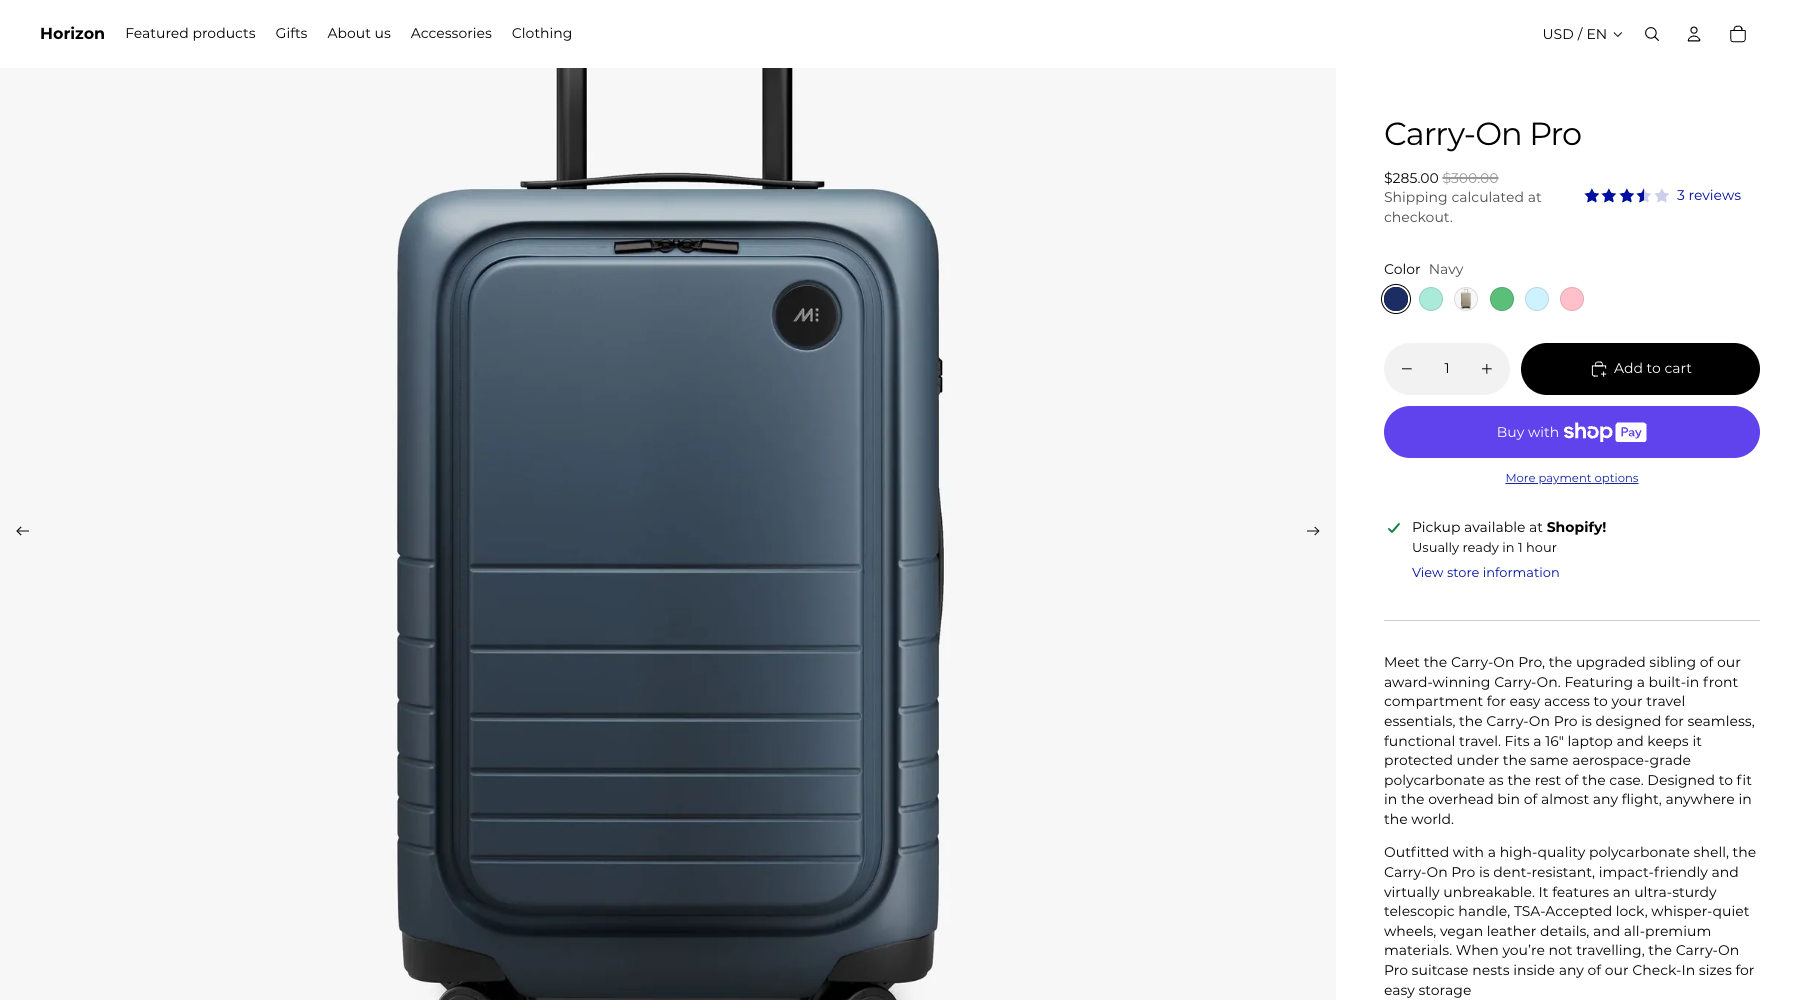 Horizon
Featured products
Gifts
About us
Accessories
Clothing
USD / EN
Carry-On Pro
$285.00 $300.00
Shipping calculated at
checkout.
3 reviews
Color Navy
1
Add to cart
Buy with shop Pay
More payment options
Pickup available at Shopify!
Usually ready in 1 hour
View store information
Meet the Carry-On Pro, the upgraded sibling of our
award-winning Carry-On. Featuring a built-in front
compartment for easy access to your travel
essentials, the Carry-On Pro is designed for seamless,
functional travel. Fits a 16" laptop and keeps it
protected under the same aerospace-grade
polycarbonate as the rest of the case. Designed to fit
in the overhead bin of almost any flight, anywhere in
the world.
Outfitted with a high-quality polycarbonate shell, the
Carry-On Pro is dent-resistant, impact-friendly and
virtually unbreakable. It features an ultra-sturdy
telescopic handle, TSA-Accepted lock, whisper-quiet
wheels, vegan leather details, and all-premium
materials. When you’re not travelling, the Carry-On
Pro suitcase nests inside any of our Check-In sizes for
easy storage